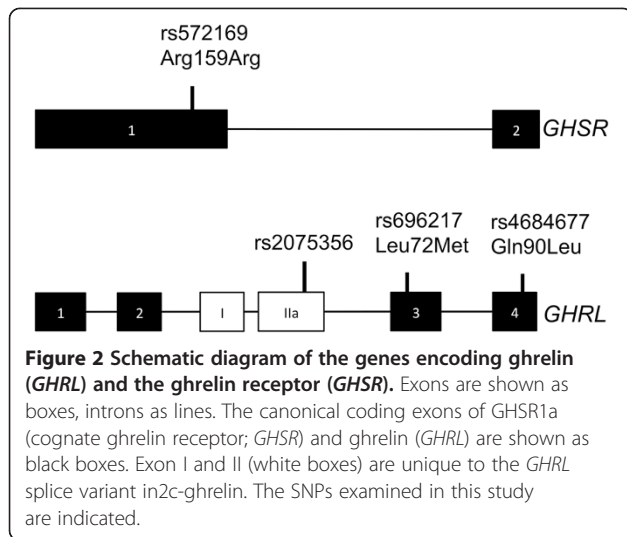 rs572169
Arg159Arg
1
2
GHSR
rs2075356
rs696217
Leu72Met
rs4684677
Gln90Leu
1
2
I
IIa
3
4
GHRL
Figure 2 Schematic diagram of the genes encoding ghrelin
(GHRL) and the ghrelin receptor (GHSR). Exons are shown as
boxes, introns as lines. The canonical coding exons of GHSR1a
(cognate ghrelin receptor; GHSR) and ghrelin (GHRL) are shown as
black boxes. Exon I and II (white boxes) are unique to the GHRL
splice variant in2c-ghrelin. The SNPs examined in this study
are indicated.